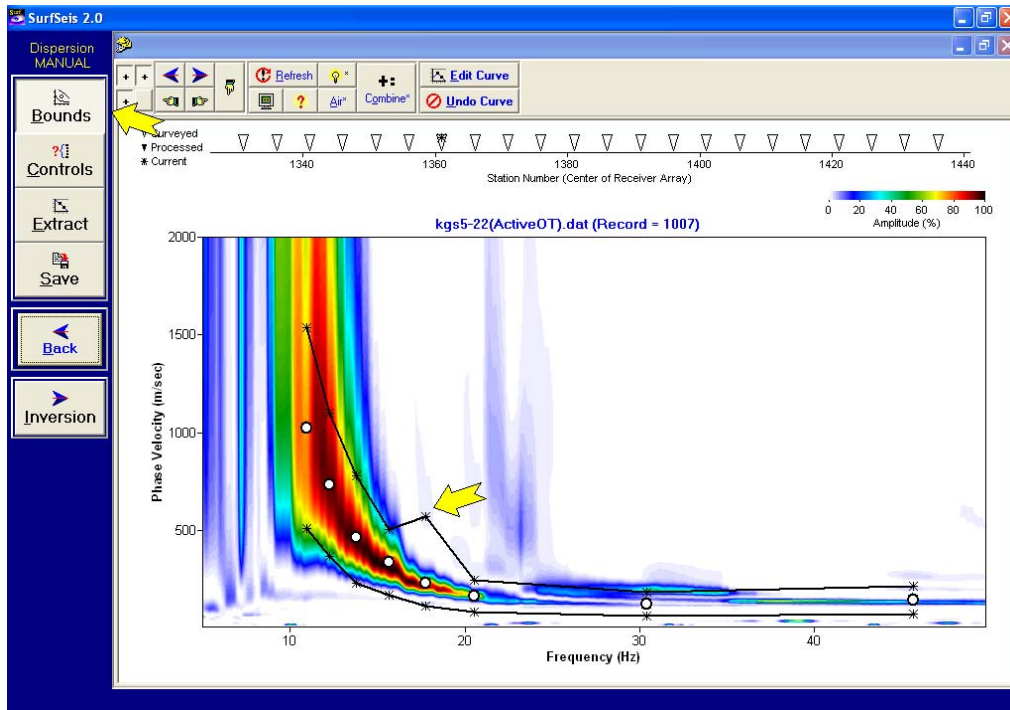 SurfSeis 2.0
Dispersion
MANUAL
Bounds
Controls
Extract
Save
Back
Inversion
Refresh
?
Air*
+:
Combine*
Edit Curve
Undo Curve
Surveyed
Processed
* Current
1340 1360 1380 1400 1420 1440
Station Number (Center of Receiver Array)
0 20 40 60 80 100
Amplitude (%)
kgs5-22(ActiveOT).dat (Record = 1007)
Phase Velocity (m/sec)
2000
1500
1000
500
10 20 30 40
Frequency (Hz)